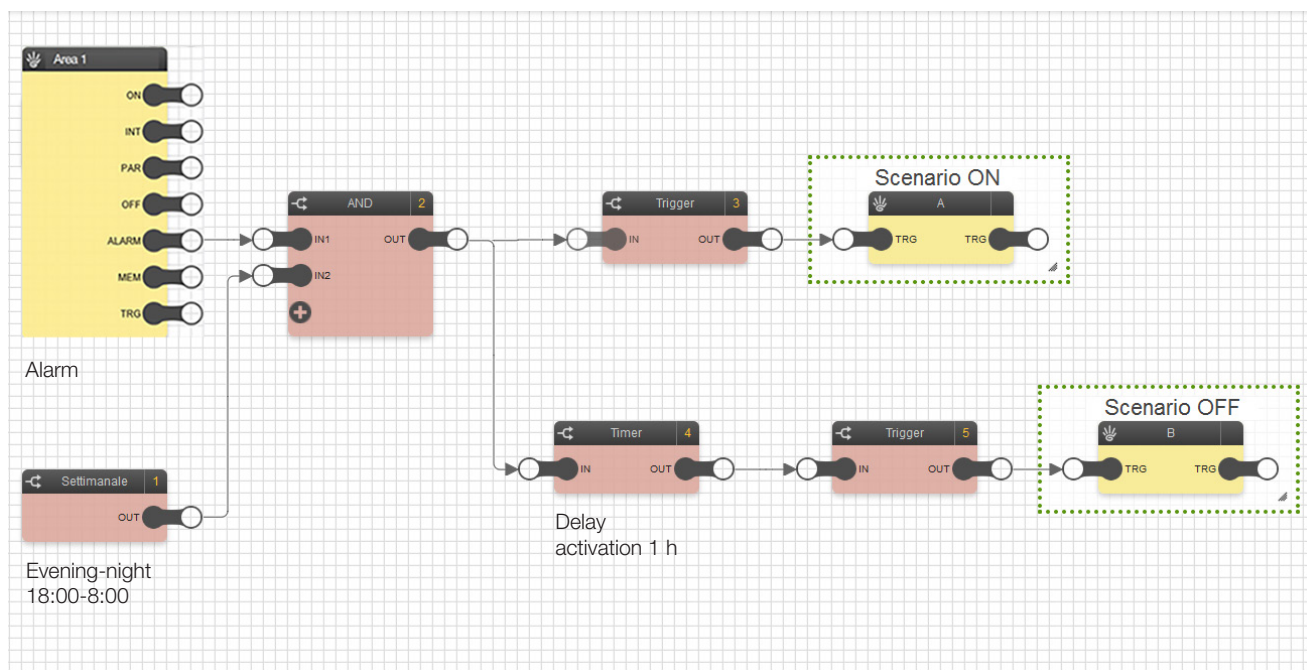 Area 1
ON
INT
PAR
OFF
ALARM
MEM
TRG
Alarm
Settimanale 1
OUT
Evening-night
18:00-8:00
AND 2
IN1 OUT
IN2
Trigger 3
IN OUT
Scenario ON
A
TRG TRG
Timer 4
IN OUT
Delay
activation 1 h
Trigger 5
IN OUT
Scenario OFF
B
TRG TRG